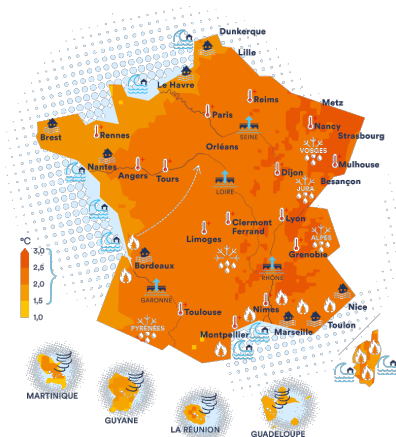 Dunkerque
Lille
Le Havre
Reims
Metz
Paris
Nancy
Strasbourg
SEINE
Brest
Rennes
VOSGES
Orléans
Mulhouse
Nantes
Angers
Tours
Dijon
Besançon
JURA
LOIRE
Lyon
Clermont
Ferrand
ALPES
Limoges
°C
3,0
2,5
2,0
1,5
1,0
Grenoble
Bordeaux
RHÔNE
GARONNE
Nice
Nîmes
Toulouse
Toulon
PYRÉNÉES
Montpellier
Marseille
MARTINIQUE
GUYANE
LA RÉUNION
GUADELOUPE